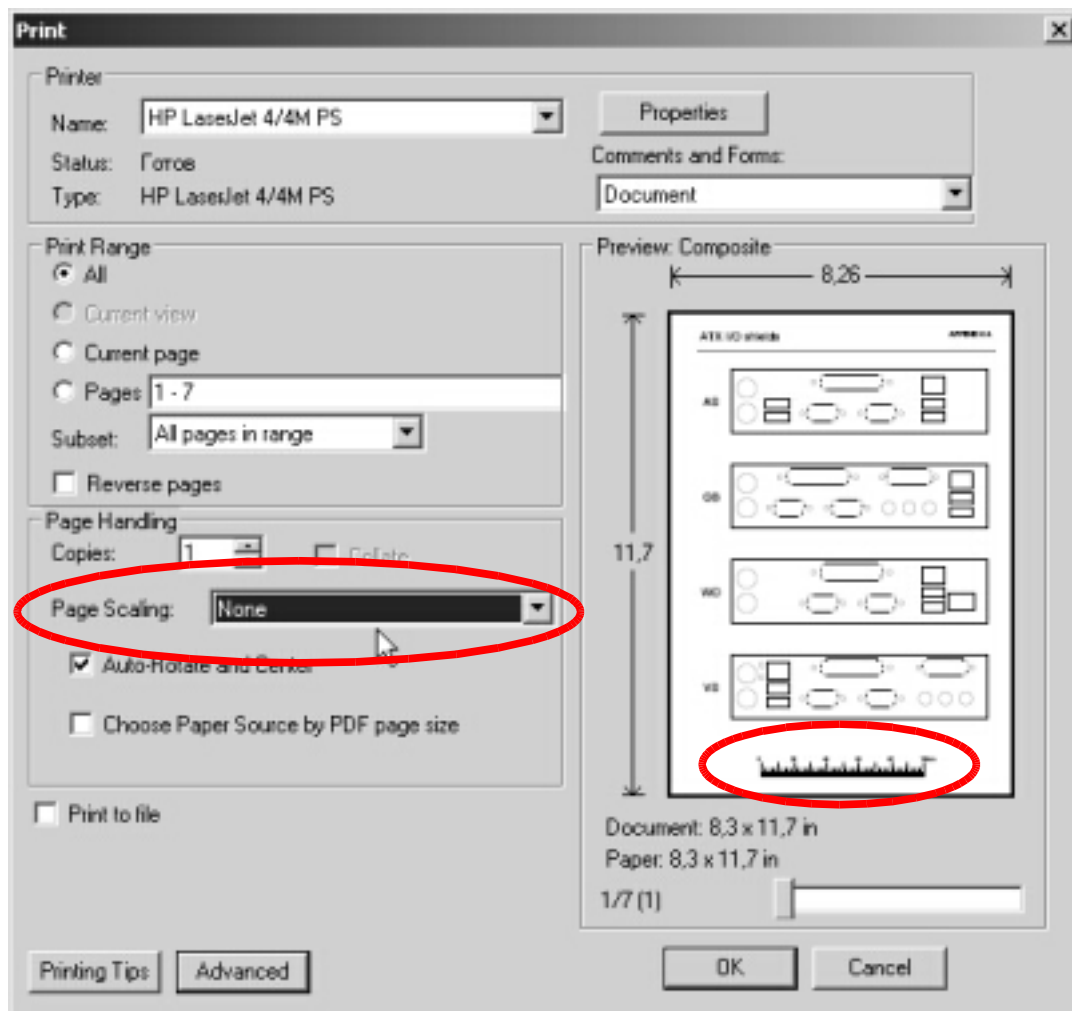 Print
Printer
Name: HP LaserJet 4/4M PS
Properties
Status: Готов
Comments and Forms:
Type: HP LaserJet 4/4M PS
Document
Print Range
All
Current view
Current page
Pages 1 - 7
Subset: All pages in range
Reverse pages
Page Handling
Copies: 1 Collate
Page Scaling: None
Auto-Rotate and Center
Choose Paper Source by PDF page size
Print to file
Preview: Composite
8,26
11,7
ATX I/O shields
AG
GB
WO
VG
Document: 8,3 x 11,7 in
Paper: 8,3 x 11,7 in
1/7 (1)
Printing Tips
Advanced
OK
Cancel